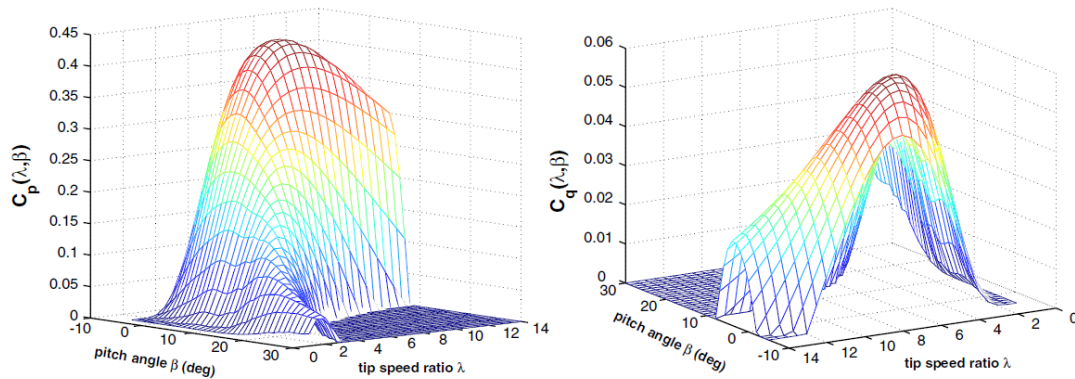 0.45
0.4
0.35
0.3
0.25
0.2
0.15
0.1
0.05
0
C_p(λ,β)
-10 0 10 20 30
pitch angle β (deg)
0 2 4 6 8 10 12 14
tip speed ratio λ
0.06
0.05
0.04
0.03
0.02
0.01
0
C_q(λ,β)
30 20 10 0 -10
pitch angle β (deg)
14 12 10 8 6 4 2 0
tip speed ratio λ